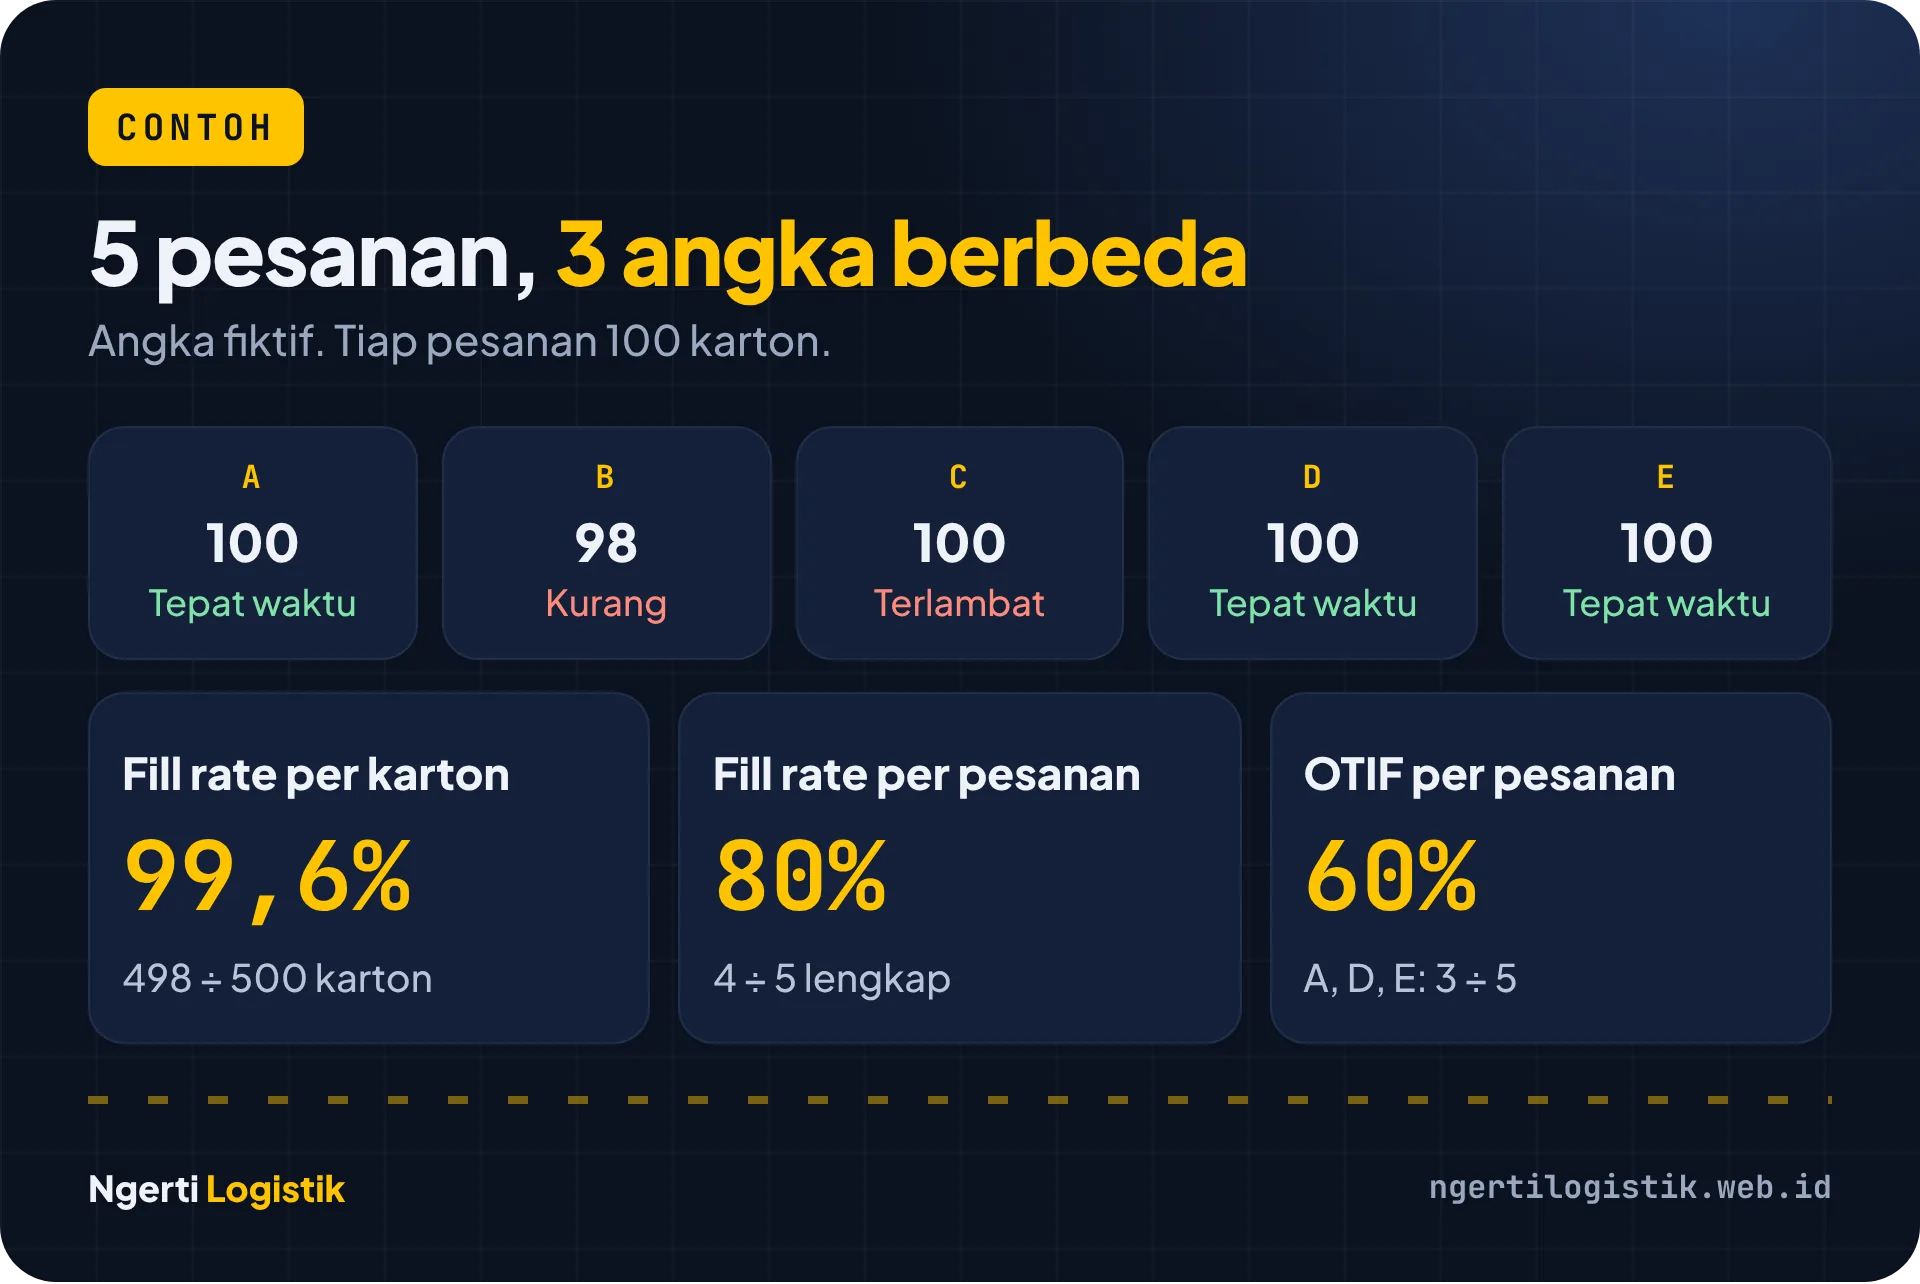 CONTOH
5 pesanan, 3 angka berbeda
Angka fiktif. Tiap pesanan 100 karton.
A
100
Tepat waktu
B
98
Kurang
C
100
Terlambat
D
100
Tepat waktu
E
100
Tepat waktu
Fill rate per karton
99,6%
498 ÷ 500 karton
Fill rate per pesanan
80%
4 ÷ 5 lengkap
OTIF per pesanan
60%
A, D, E: 3 ÷ 5
Ngerti Logistik
ngertilogistik.web.id